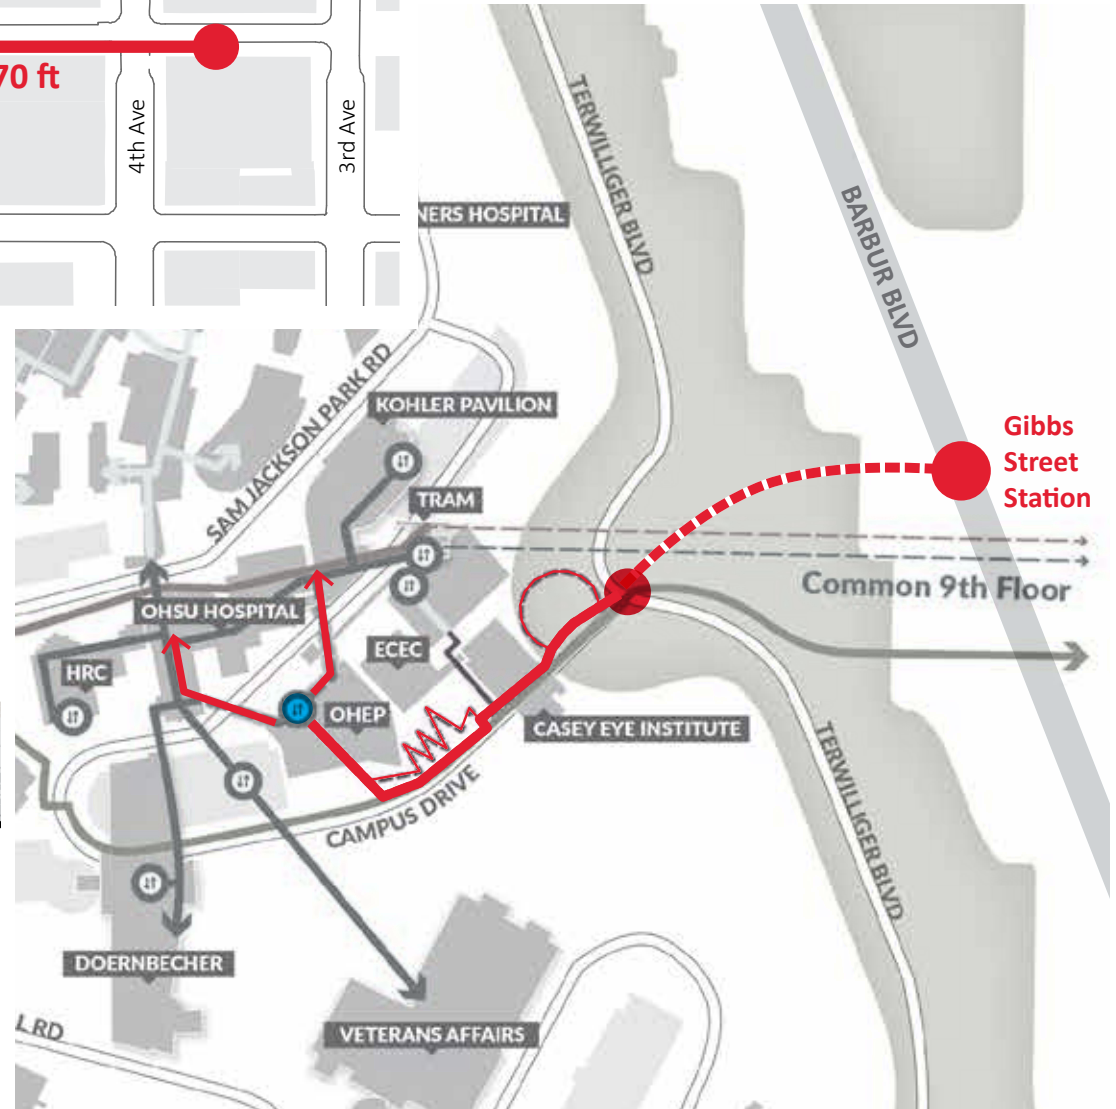 70 ft
4th Ave
3rd Ave
TERWILLIGER BLVD
BARBUR BLVD
NERS HOSPITAL
SAM JACKSON PARK RD
KOHLER PAVILION
Gibbs
Street
Station
TRAM
Common 9th Floor
OHSU HOSPITAL
ECEC
HRC
OHEP
CASEY EYE INSTITUTE
CAMPUS DRIVE
TERWILLIGER BLVD
DOERNBECHER
VETERANS AFFAIRS
L RD